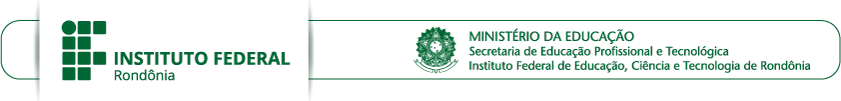 INSTITUTO FEDERAL
Rondônia
MINISTÉRIO DA EDUCAÇÃO
Secretaria de Educação Profissional e Tecnológica
Instituto Federal de Educação, Ciência e Tecnologia de Rondônia